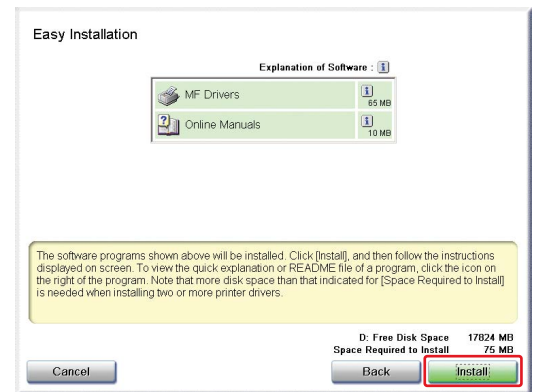 Easy Installation
Explanation of Software :
MF Drivers
65 MB
Online Manuals
10 MB
The software programs shown above will be installed. Click [Install], and then follow the instructions
displayed on screen. To view the quick explanation or README file of a program, click the icon on
the right of the program. Note that more disk space than that indicated for [Space Required to Install]
is needed when installing two or more printer drivers.
D: Free Disk Space 17824 MB
Space Required to Install 75 MB
Cancel Back Install